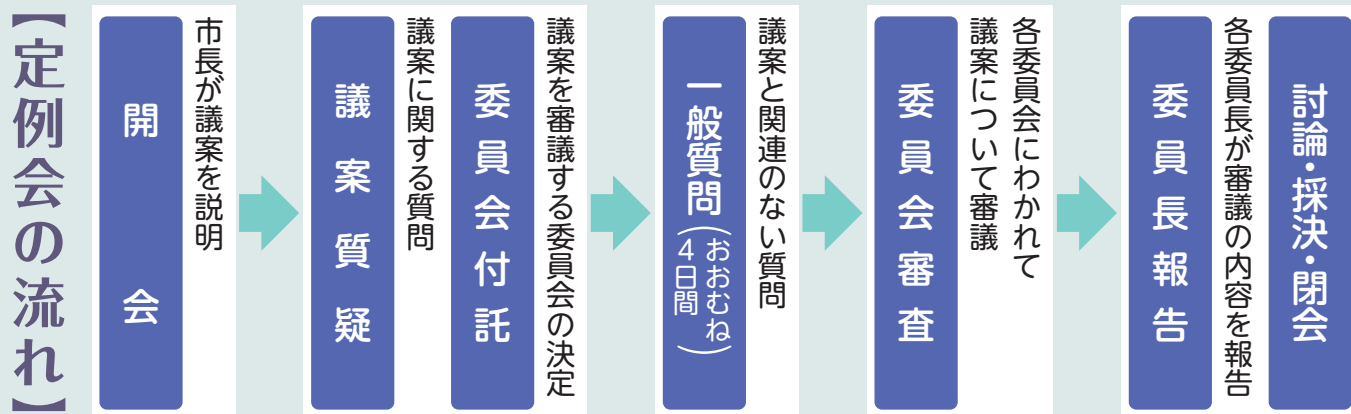 【定例会の流れ】
開会
市長が議案を説明
議案質疑
議案に関する質問
委員会付託
議案を審議する委員会の決定
一般質問(おおむね4日間)
議案と関連のない質問
委員会審査
各委員会にわかれて
議案について審議
委員長報告
各委員長が審議の内容を報告
討論・採決・閉会